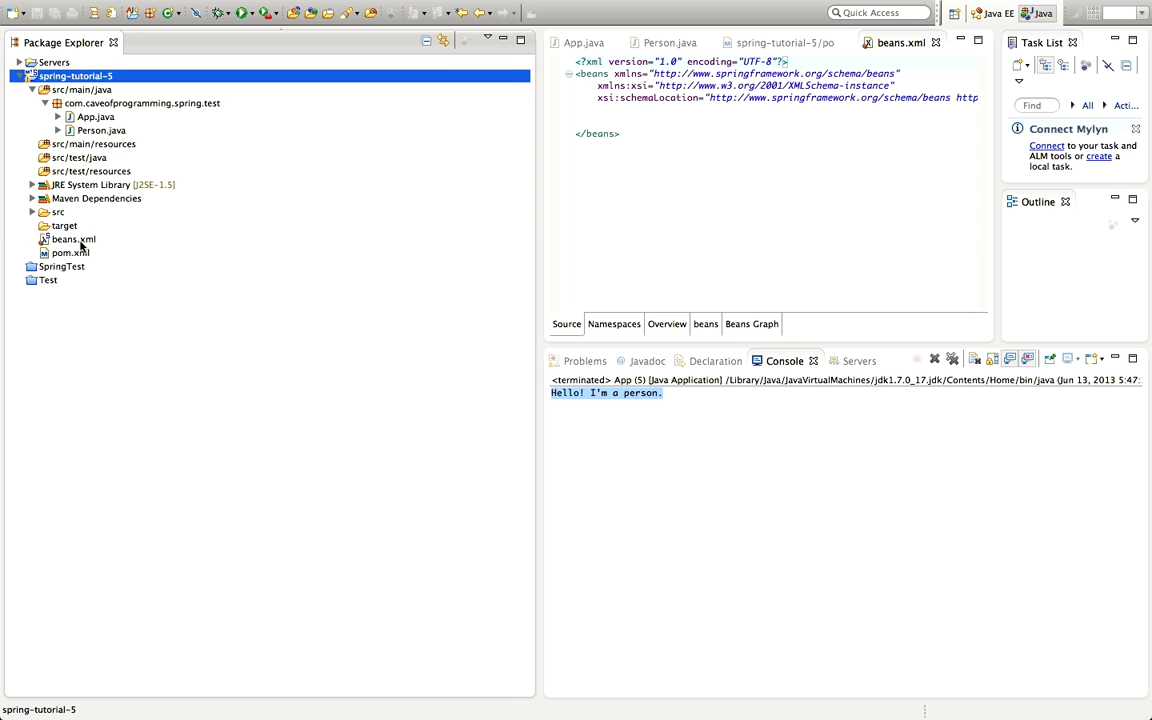 Quick Access
Java EE
Java
Package Explorer
Servers
spring-tutorial-5
src/main/java
com.caveofprogramming.spring.test
App.java
Person.java
src/main/resources
src/test/java
src/test/resources
JRE System Library [J2SE-1.5]
Maven Dependencies
src
target
beans.xml
pom.xml
SpringTest
Test
App.java
Person.java
spring-tutorial-5/po
beans.xml
<?xml version="1.0" encoding="UTF-8"?>
<beans xmlns="http://www.springframework.org/schema/beans"
xmlns:xsi="http://www.w3.org/2001/XMLSchema-instance"
xsi:schemaLocation="http://www.springframework.org/schema/beans http
</beans>
Source
Namespaces
Overview
beans
Beans Graph
Task List
Find
All
Acti...
Connect Mylyn
Connect to your task and
ALM tools or create a
local task.
Outline
Problems
Javadoc
Declaration
Console
Servers
<terminated> App (5) [Java Application] /Library/Java/JavaVirtualMachines/jdk1.7.0_17.jdk/Contents/Home/bin/java (Jun 13, 2013 5:47:
Hello! I'm a person.
spring-tutorial-5